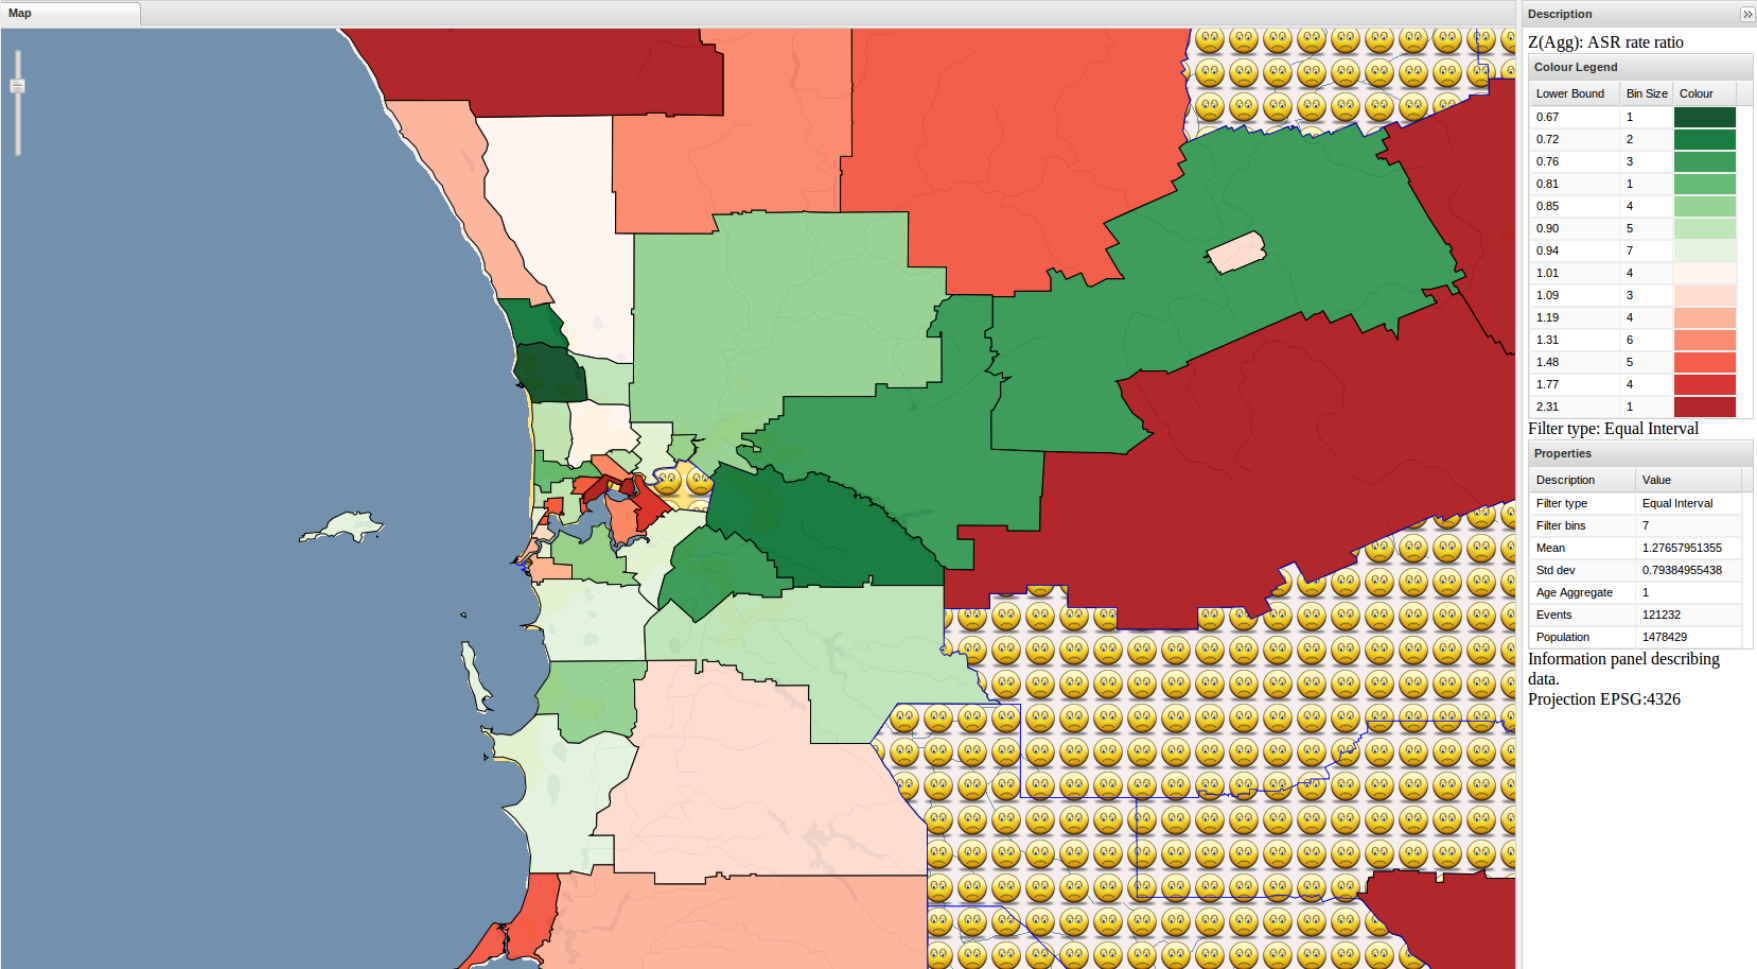 Map
Description
Z(Agg): ASR rate ratio
Colour Legend
Lower Bound Bin Size Colour
0.67 1
0.72 2
0.76 3
0.81 1
0.85 4
0.90 5
0.94 7
1.01 4
1.09 3
1.19 4
1.31 6
1.48 5
1.77 4
2.31 1
Filter type: Equal Interval
Properties
Description Value
Filter type Equal Interval
Filter bins 7
Mean 1.27657951355
Std dev 0.79384955438
Age Aggregate 1
Events 121232
Population 1478429
Information panel describing
data.
Projection EPSG:4326